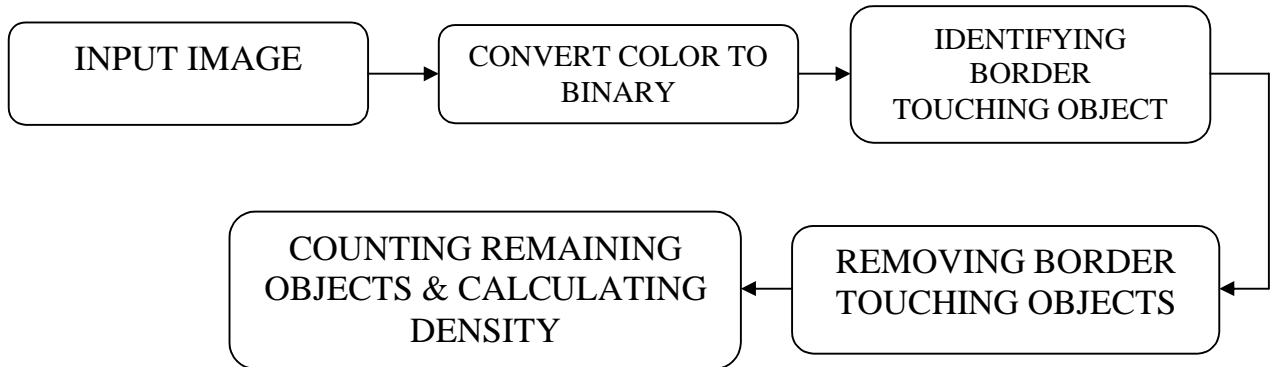 INPUT IMAGE
CONVERT COLOR TO
BINARY
IDENTIFYING
BORDER
TOUCHING OBJECT
REMOVING BORDER
TOUCHING OBJECTS
COUNTING REMAINING
OBJECTS & CALCULATING
DENSITY